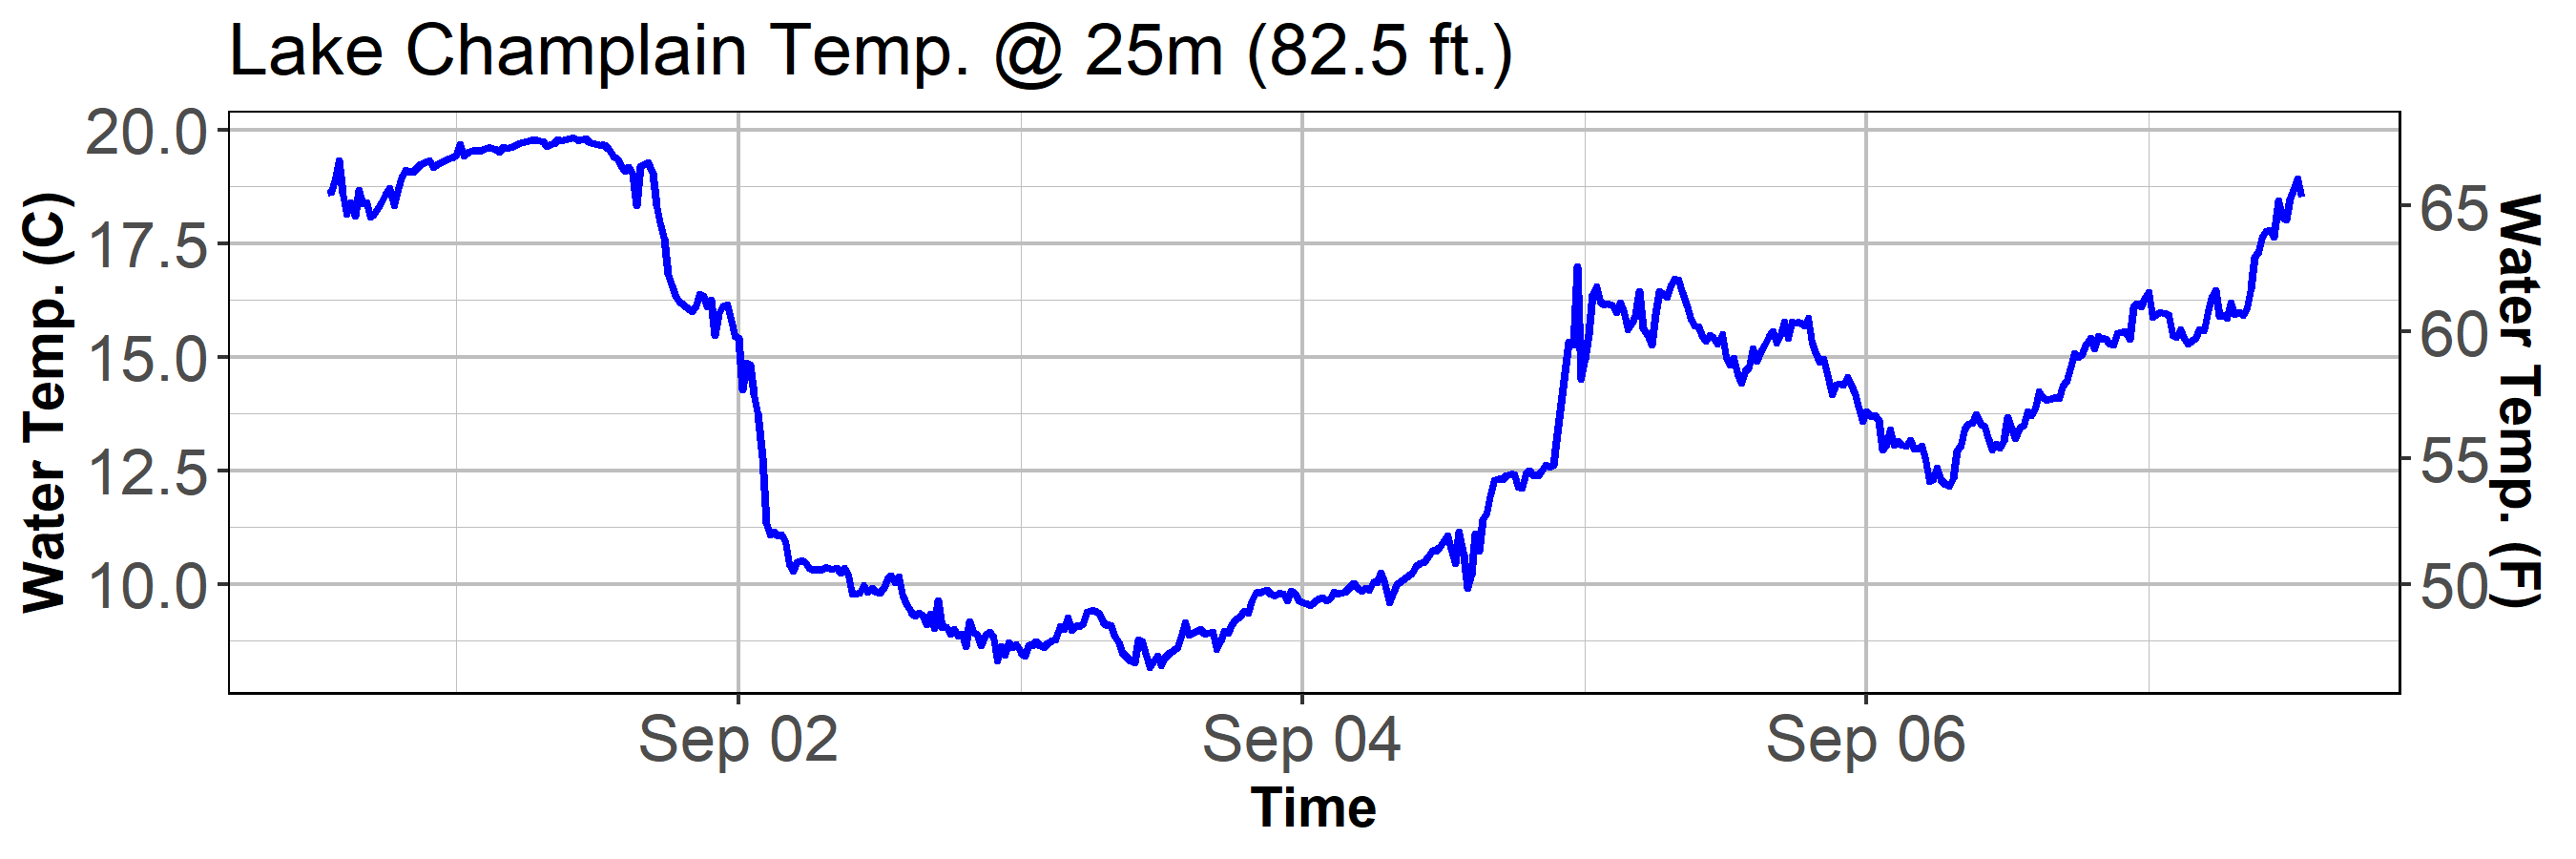 Lake Champlain Temp. @ 25m (82.5 ft.)
Water Temp. (C)
20.0
17.5
15.0
12.5
10.0
65
60
55
50
Water Temp. (F)
Sep 02 Sep 04 Sep 06
Time